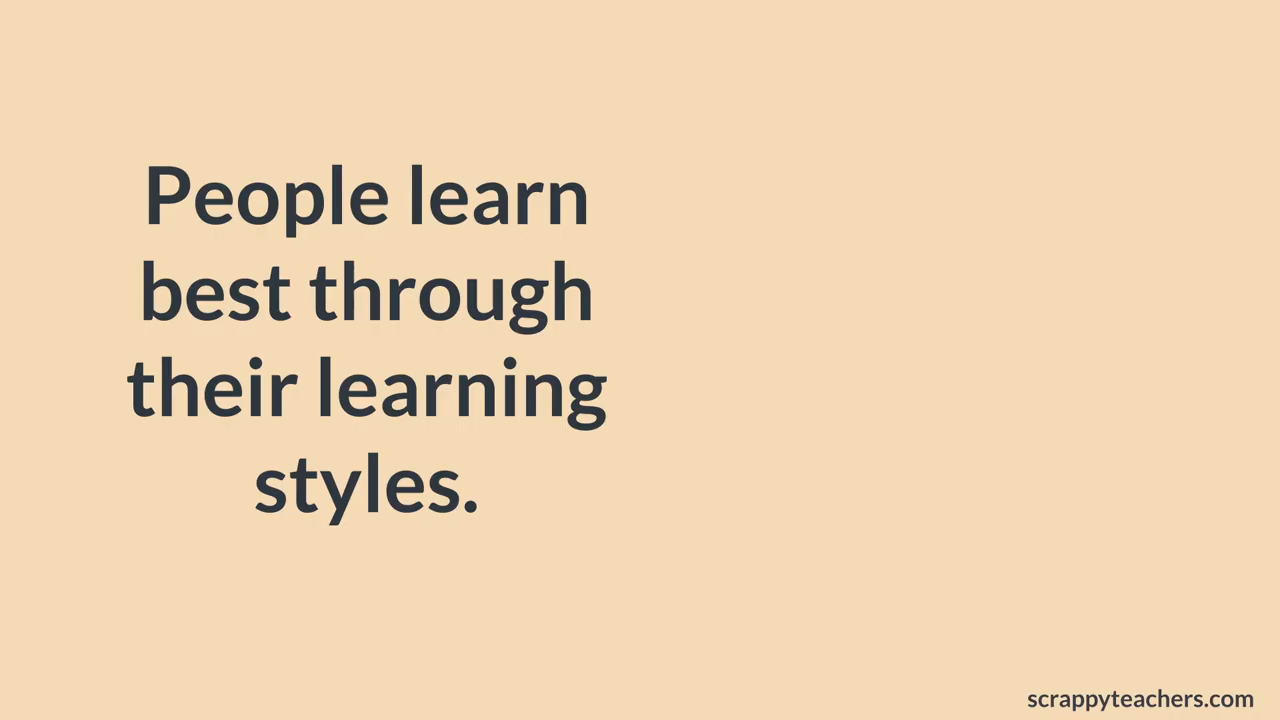 People learn
best through
their learning
styles.
scrappyteachers.com